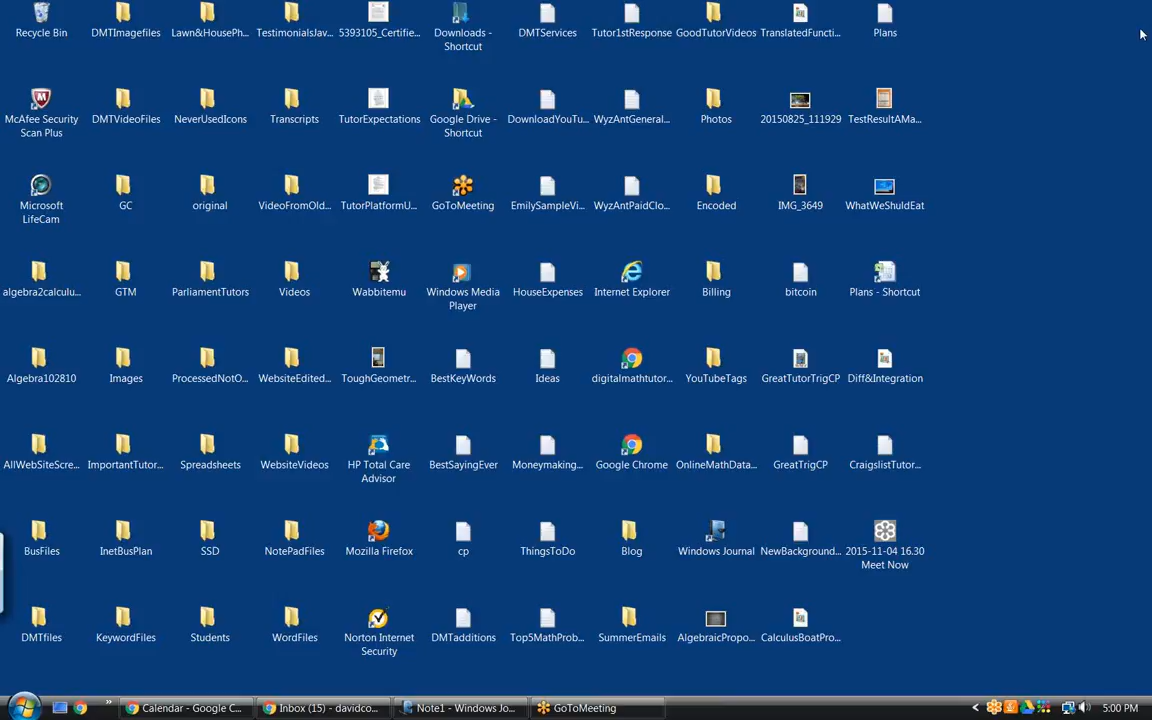 Recycle Bin
DMTImagefiles
Lawn&HousePh...
TestimonialsJav...
5393105_Certifie...
Downloads -
Shortcut
DMTServices
Tutor1stResponse
GoodTutorVideos
TranslatedFuncti...
Plans
McAfee Security
Scan Plus
DMTVideoFiles
NeverUsedIcons
Transcripts
TutorExpectations
Google Drive -
Shortcut
DownloadYouTu...
WyzAntGeneral...
Photos
20150825_111929
TestResultAMa...
Microsoft
LifeCam
GC
original
VideoFromOld...
TutorPlatformU...
GoToMeeting
EmilySampleVi...
WyzAntPaidClo...
Encoded
IMG_3649
WhatWeShuldEat
algebra2calculu...
GTM
ParliamentTutors
Videos
Wabbitemu
Windows Media
Player
HouseExpenses
Internet Explorer
Billing
bitcoin
Plans - Shortcut
Algebra102810
Images
ProcessedNotO...
WebsiteEdited...
ToughGeometr...
BestKeyWords
Ideas
digitalmathtutor...
YouTubeTags
GreatTutorTrigCP
Diff&Integration
AllWebSiteScre...
ImportantTutor...
Spreadsheets
WebsiteVideos
HP Total Care
Advisor
BestSayingEver
Moneymaking...
Google Chrome
OnlineMathData...
GreatTrigCP
CraigslistTutor...
BusFiles
InetBusPlan
SSD
NotePadFiles
Mozilla Firefox
cp
ThingsToDo
Blog
Windows Journal
NewBackground...
2015-11-04 16.30
Meet Now
DMTfiles
KeywordFiles
Students
WordFiles
Norton Internet
Security
DMTadditions
Top5MathProb...
SummerEmails
AlgebraicPropo...
CalculusBoatPro...
Calendar - Google C...
Inbox (15) - davidco...
Note1 - Windows Jo...
GoToMeeting
5:00 PM